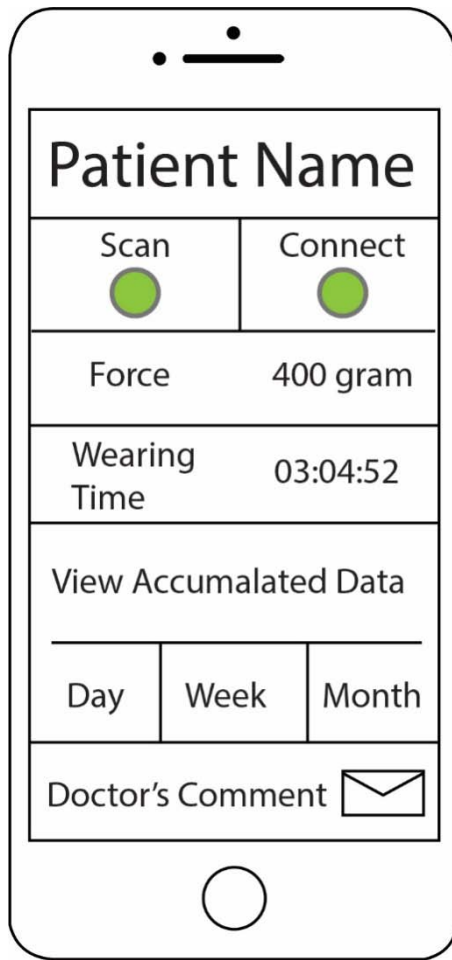 Patient Name
Scan Connect
Force 400 gram
Wearing
Time 03:04:52
View Accumalated Data
Day Week Month
Doctor's Comment